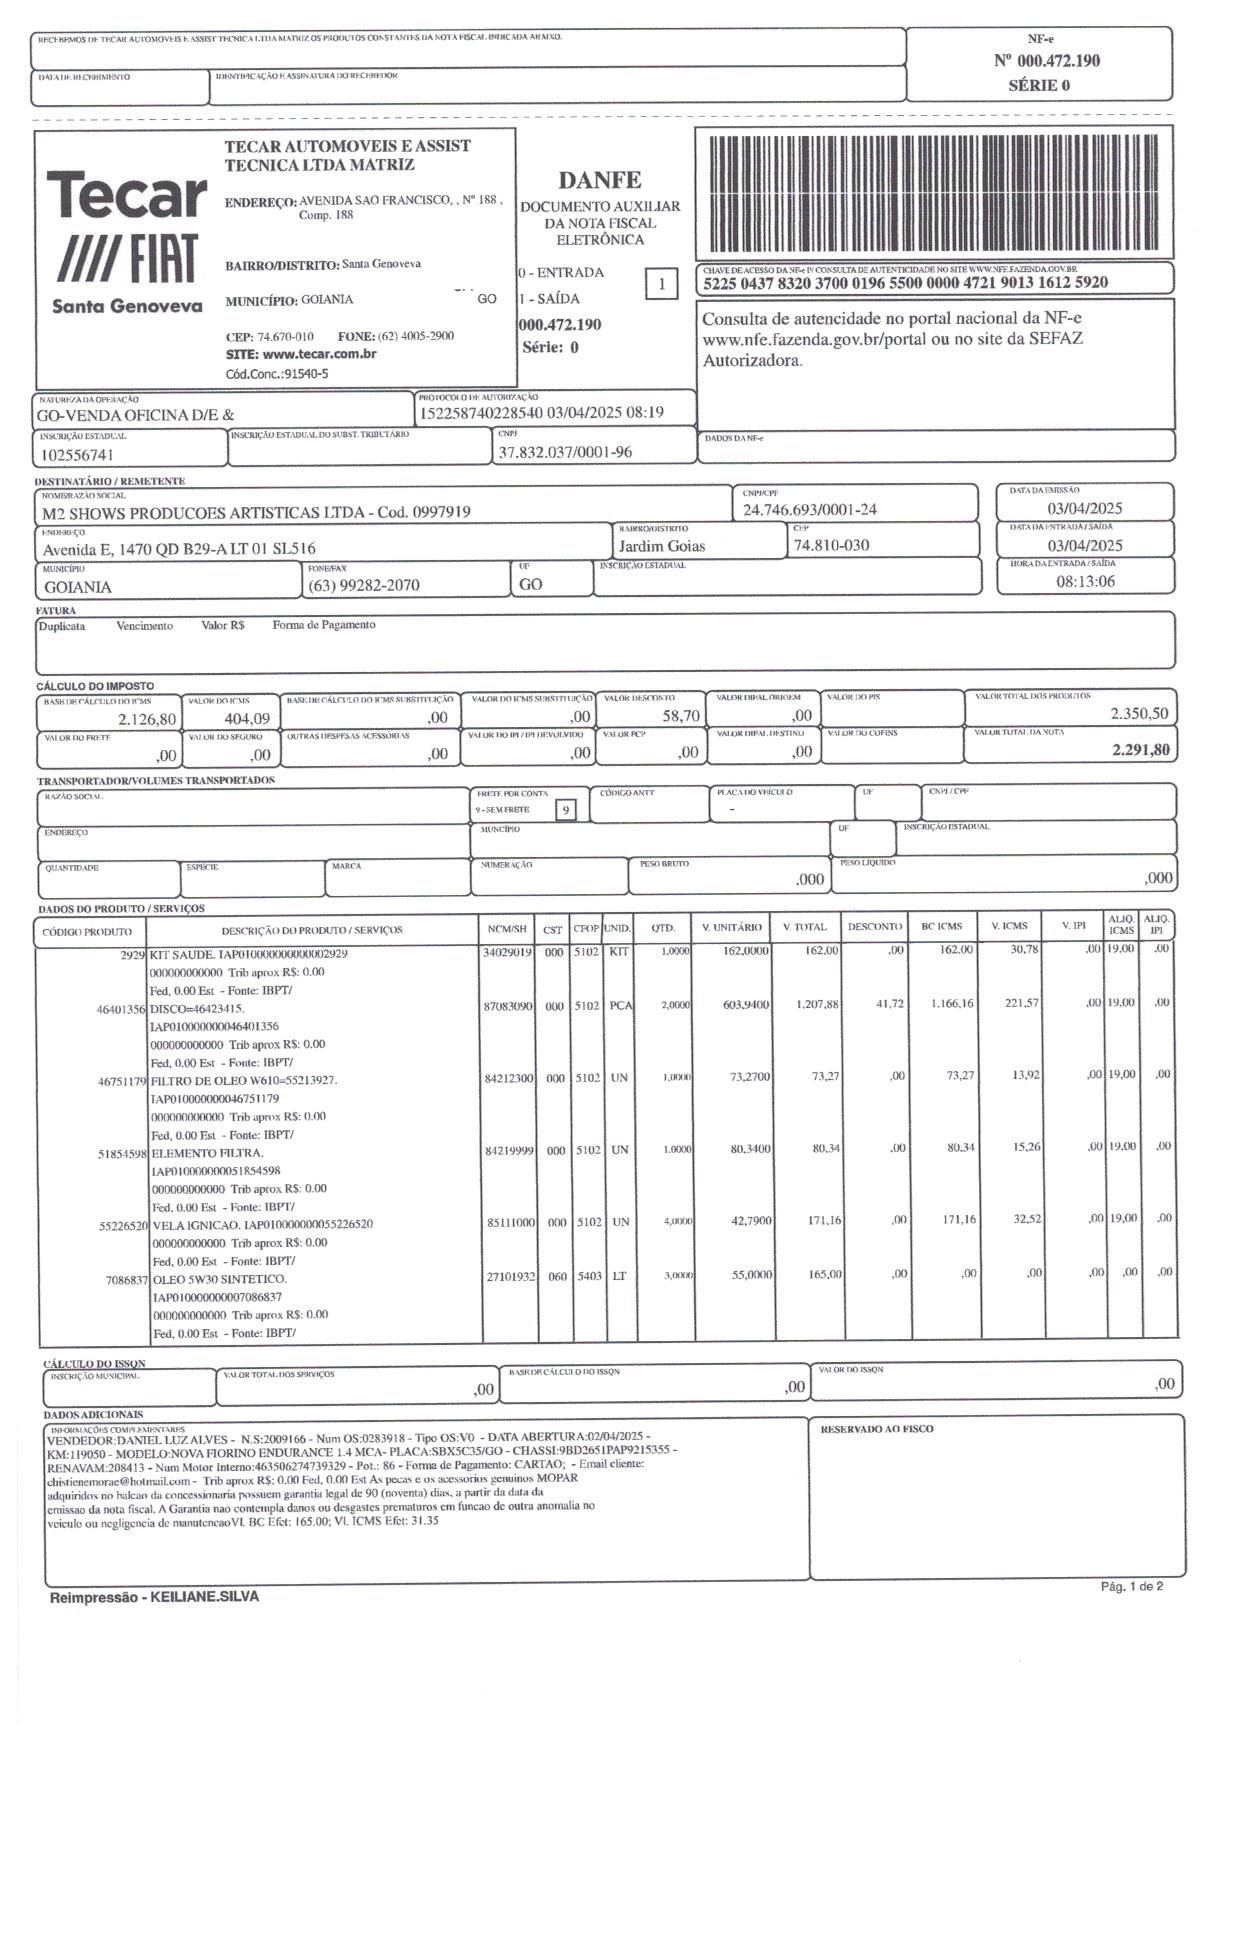 RECEBEMOS DE TECAR AUTOMOVEIS E ASSIST TECNICA LTDA MATRIZ OS PRODUTOS CONSTANTES DA NOTA FISCAL INDICADA ABAIXO.
DATA DE RECEBIMENTO
IDENTIFICAÇÃO E ASSINATURA DO RECEBEDOR
NF-e
Nº 000.472.190
SÉRIE 0
Tecar
FIAT
Santa Genoveva
TECAR AUTOMOVEIS E ASSIST
TECNICA LTDA MATRIZ
ENDEREÇO: AVENIDA SAO FRANCISCO, , Nº 188 ,
Comp. 188
BAIRRO/DISTRITO: Santa Genoveva
MUNICÍPIO: GOIANIA GO
CEP: 74.670-010 FONE: (62) 4005-2900
SITE: www.tecar.com.br
Cód.Conc.:91540-5
DANFE
DOCUMENTO AUXILIAR
DA NOTA FISCAL
ELETRÔNICA
0 - ENTRADA
1 - SAÍDA
1
000.472.190
Série: 0
CHAVE DE ACESSO DA NF-e P/ CONSULTA DE AUTENTICIDADE NO SITE WWW.NFE.FAZENDA.GOV.BR
5225 0437 8320 3700 0196 5500 0000 4721 9013 1612 5920
Consulta de autencidade no portal nacional da NF-e
www.nfe.fazenda.gov.br/portal ou no site da SEFAZ
Autorizadora.
NATUREZA DA OPERAÇÃO
GO-VENDA OFICINA D/E &
PROTOCOLO DE AUTORIZAÇÃO
152258740228540 03/04/2025 08:19
INSCRIÇÃO ESTADUAL
102556741
INSCRIÇÃO ESTADUAL DO SUBST. TRIBUTÁRIO
CNPJ
37.832.037/0001-96
DADOS DA NF-e
DESTINATÁRIO / REMETENTE
NOME/RAZÃO SOCIAL
M2 SHOWS PRODUCOES ARTISTICAS LTDA - Cod. 0997919
CNPJ/CPF
24.746.693/0001-24
DATA DA EMISSÃO
03/04/2025
ENDEREÇO
Avenida E, 1470 QD B29-A LT 01 SL516
BAIRRO/DISTRITO
Jardim Goias
CEP
74.810-030
DATA DA ENTRADA / SAÍDA
03/04/2025
MUNICÍPIO
GOIANIA
FONE/FAX
(63) 99282-2070
UF
GO
INSCRIÇÃO ESTADUAL
HORA DA ENTRADA / SAÍDA
08:13:06
FATURA
Duplicata Vencimento Valor R$ Forma de Pagamento
CÁLCULO DO IMPOSTO
BASE DE CÁLCULO DO ICMS VALOR DO ICMS BASE DE CÁLCULO DO ICMS SUBSTITUIÇÃO VALOR DO ICMS SUBSTITUIÇÃO VALOR DESCONTO VALOR DIFAL ORIGEM VALOR DO PIS VALOR TOTAL DOS PRODUTOS
2.126,80 404,09 ,00 ,00 58,70 ,00 2.350,50
VALOR DO FRETE VALOR DO SEGURO OUTRAS DESPESAS ACESSÓRIAS VALOR DO IPI / IPI DEVOLVIDO VALOR FCP VALOR DIFAL DESTINO VALOR DO COFINS VALOR TOTAL DA NOTA
,00 ,00 ,00 ,00 ,00 ,00 2.291,80
TRANSPORTADOR/VOLUMES TRANSPORTADOS
RAZÃO SOCIAL FRETE POR CONTA CÓDIGO ANTT PLACA DO VEÍCULO UF CNPJ / CPF
9 - SEM FRETE 9 -
ENDEREÇO MUNCÍPIO UF INSCRIÇÃO ESTADUAL
QUANTIDADE ESPECIE MARCA NUMERAÇÃO PESO BRUTO PESO LÍQUIDO
,000 ,000
DADOS DO PRODUTO / SERVIÇOS
CÓDIGO PRODUTO DESCRIÇÃO DO PRODUTO / SERVIÇOS NCM/SH CST CFOP UNID. QTD. V. UNITÁRIO V. TOTAL DESCONTO BC ICMS V. ICMS V. IPI ALIQ. ICMS ALIQ. IPI
2929 KIT SAUDE. IAP01000000000002929 34029019 000 5102 KIT 1,0000 162,0000 162,00 ,00 162,00 30,78 ,00 19,00 ,00
000000000000 Trib aprox R$: 0.00
Fed, 0.00 Est - Fonte: IBPT/
46401356 DISCO=46423415. 87083090 000 5102 PCA 2,0000 603,9400 1.207,88 41,72 1.166,16 221,57 ,00 19,00 ,00
IAP010000000046401356
000000000000 Trib aprox R$: 0.00
Fed, 0.00 Est - Fonte: IBPT/
46751179 FILTRO DE OLEO W610=55213927. 84212300 000 5102 UN 1,0000 73,2700 73,27 ,00 73,27 13,92 ,00 19,00 ,00
IAP010000000046751179
000000000000 Trib aprox R$: 0.00
Fed, 0.00 Est - Fonte: IBPT/
51854598 ELEMENTO FILTRA. 84219999 000 5102 UN 1,0000 80,3400 80,34 ,00 80,34 15,26 ,00 19,00 ,00
IAP010000000051854598
000000000000 Trib aprox R$: 0.00
Fed, 0.00 Est - Fonte: IBPT/
55226520 VELA IGNICAO. IAP010000000055226520 85111000 000 5102 UN 4,0000 42,7900 171,16 ,00 171,16 32,52 ,00 19,00 ,00
000000000000 Trib aprox R$: 0.00
Fed, 0.00 Est - Fonte: IBPT/
7086837 OLEO 5W30 SINTETICO. 27101932 060 5403 LT 3,0000 55,0000 165,00 ,00 ,00 ,00 ,00 ,00 ,00
IAP010000000007086837
000000000000 Trib aprox R$: 0.00
Fed, 0.00 Est - Fonte: IBPT/
CÁLCULO DO ISSQN
INSCRIÇÃO MUNICIPAL VALOR TOTAL DOS SERVIÇOS BASE DE CÁLCULO DO ISSQN VALOR DO ISSQN
,00 ,00 ,00
DADOS ADICIONAIS
INFORMAÇÕES COMPLEMENTARES
VENDEDOR:DANIEL LUZ ALVES - N.S:2009166 - Num OS:0283918 - Tipo OS:V0 - DATA ABERTURA:02/04/2025 -
KM:119050 - MODELO:NOVA FIORINO ENDURANCE 1.4 MCA- PLACA:SBX5C35/GO - CHASSI:9BD2651PAP9215355 -
RENAVAM:208413 - Num Motor Interno:463506274739329 - Pot.: 86 - Forma de Pagamento: CARTAO; - Email cliente:
chistienemorae@hotmail.com - Trib aprox R$: 0.00 Fed, 0.00 Est As pecas e os acessorios genuinos MOPAR
adquiridos no balcao da concessionaria possuem garantia legal de 90 (noventa) dias, a partir da data da
emissao da nota fiscal. A Garantia nao contempla danos ou desgastes prematuros em funcao de outra anomalia no
veiculo ou negligencia de manutencaoVl. BC Efet: 165.00; Vl. ICMS Efet: 31.35
RESERVADO AO FISCO
Reimpressão - KEILIANE.SILVA
Pág. 1 de 2